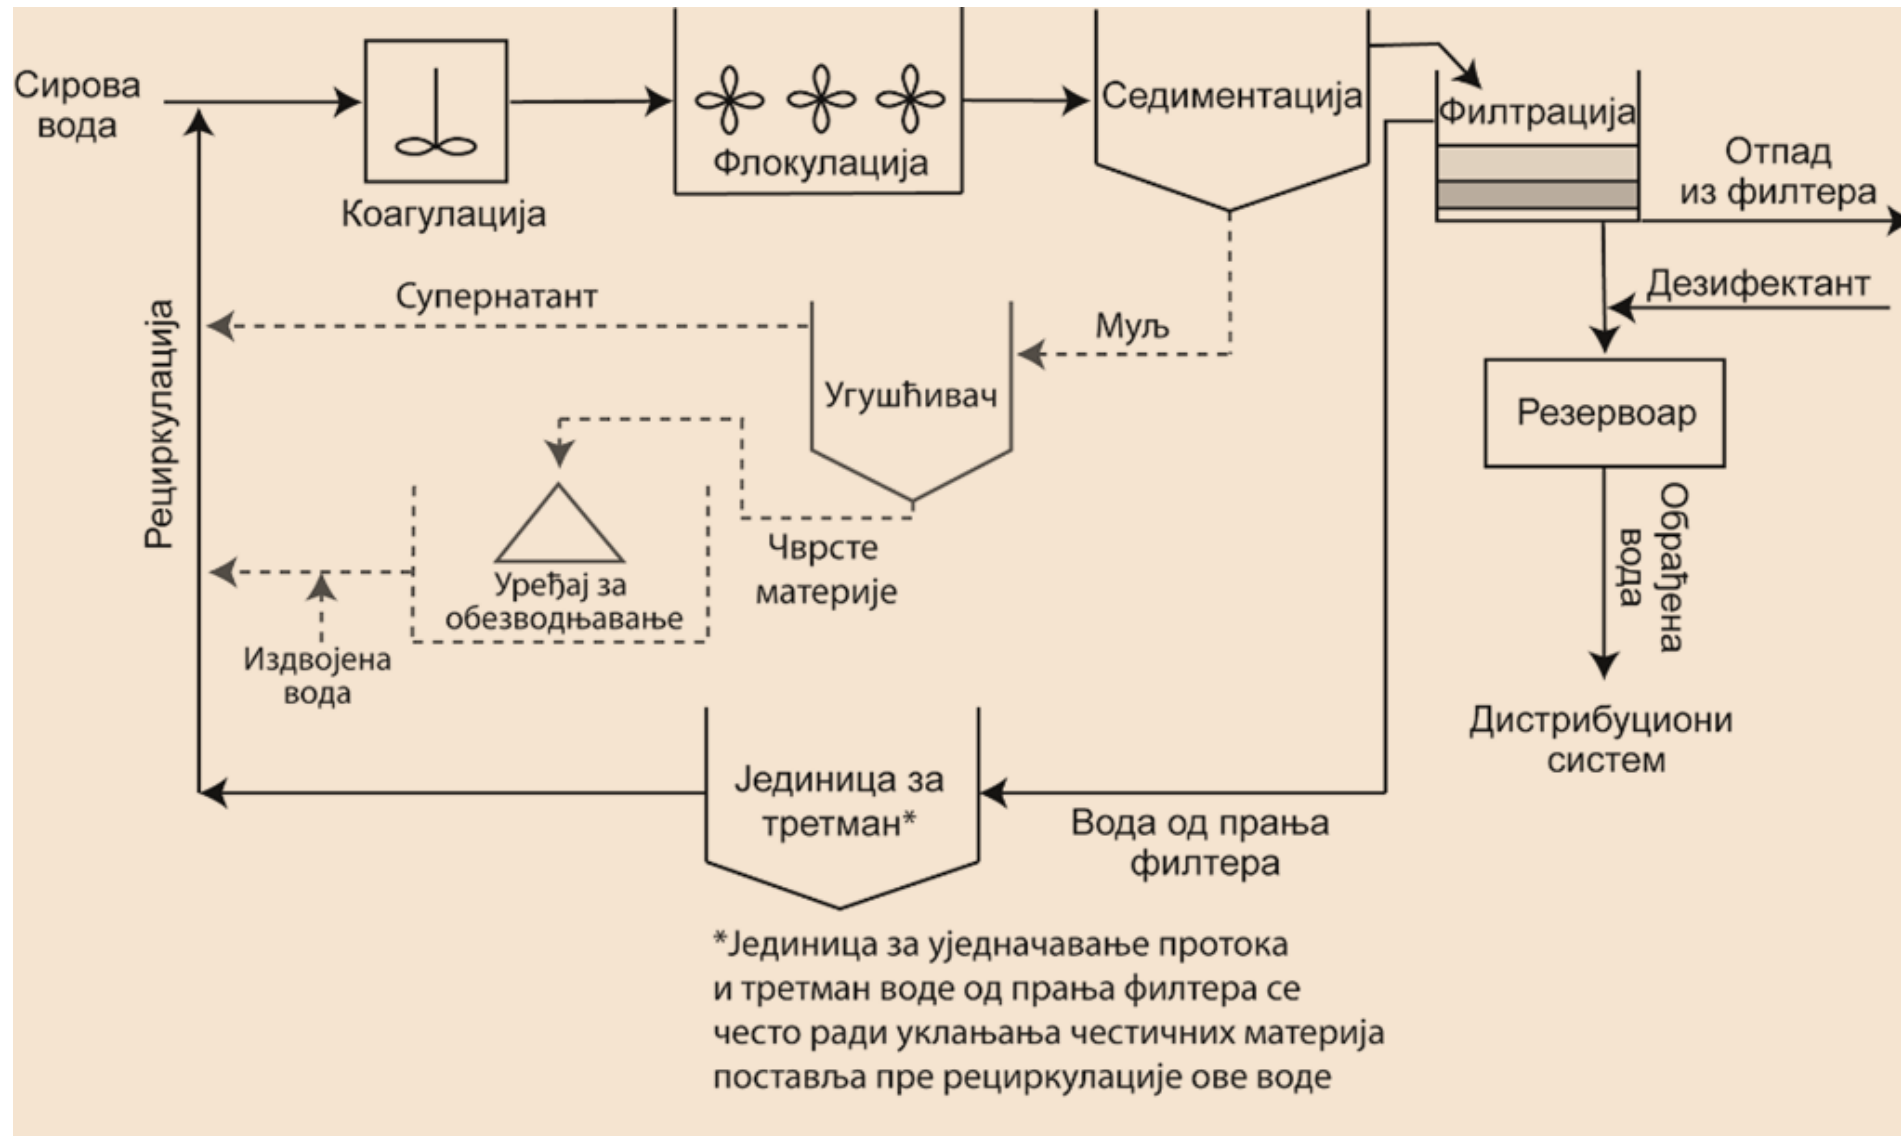 Сирова
вода
Коагулација
Флокулација
Седиментација
Филтрација
Отпад
из филтера
Дезифектант
Резервоар
Обрађена
вода
Дистрибуциони
систем
Муљ
Угушћивач
Супернатант
Рециркулација
Чврсте
материје
Уређај за
обезводњавање
Издвојена
вода
Јединица за
третман*
Вода од прања
филтера
*Јединица за уједначавање протока
и третман воде од прања филтера се
често ради уклањања честичних материја
поставља пре рециркулације ове воде